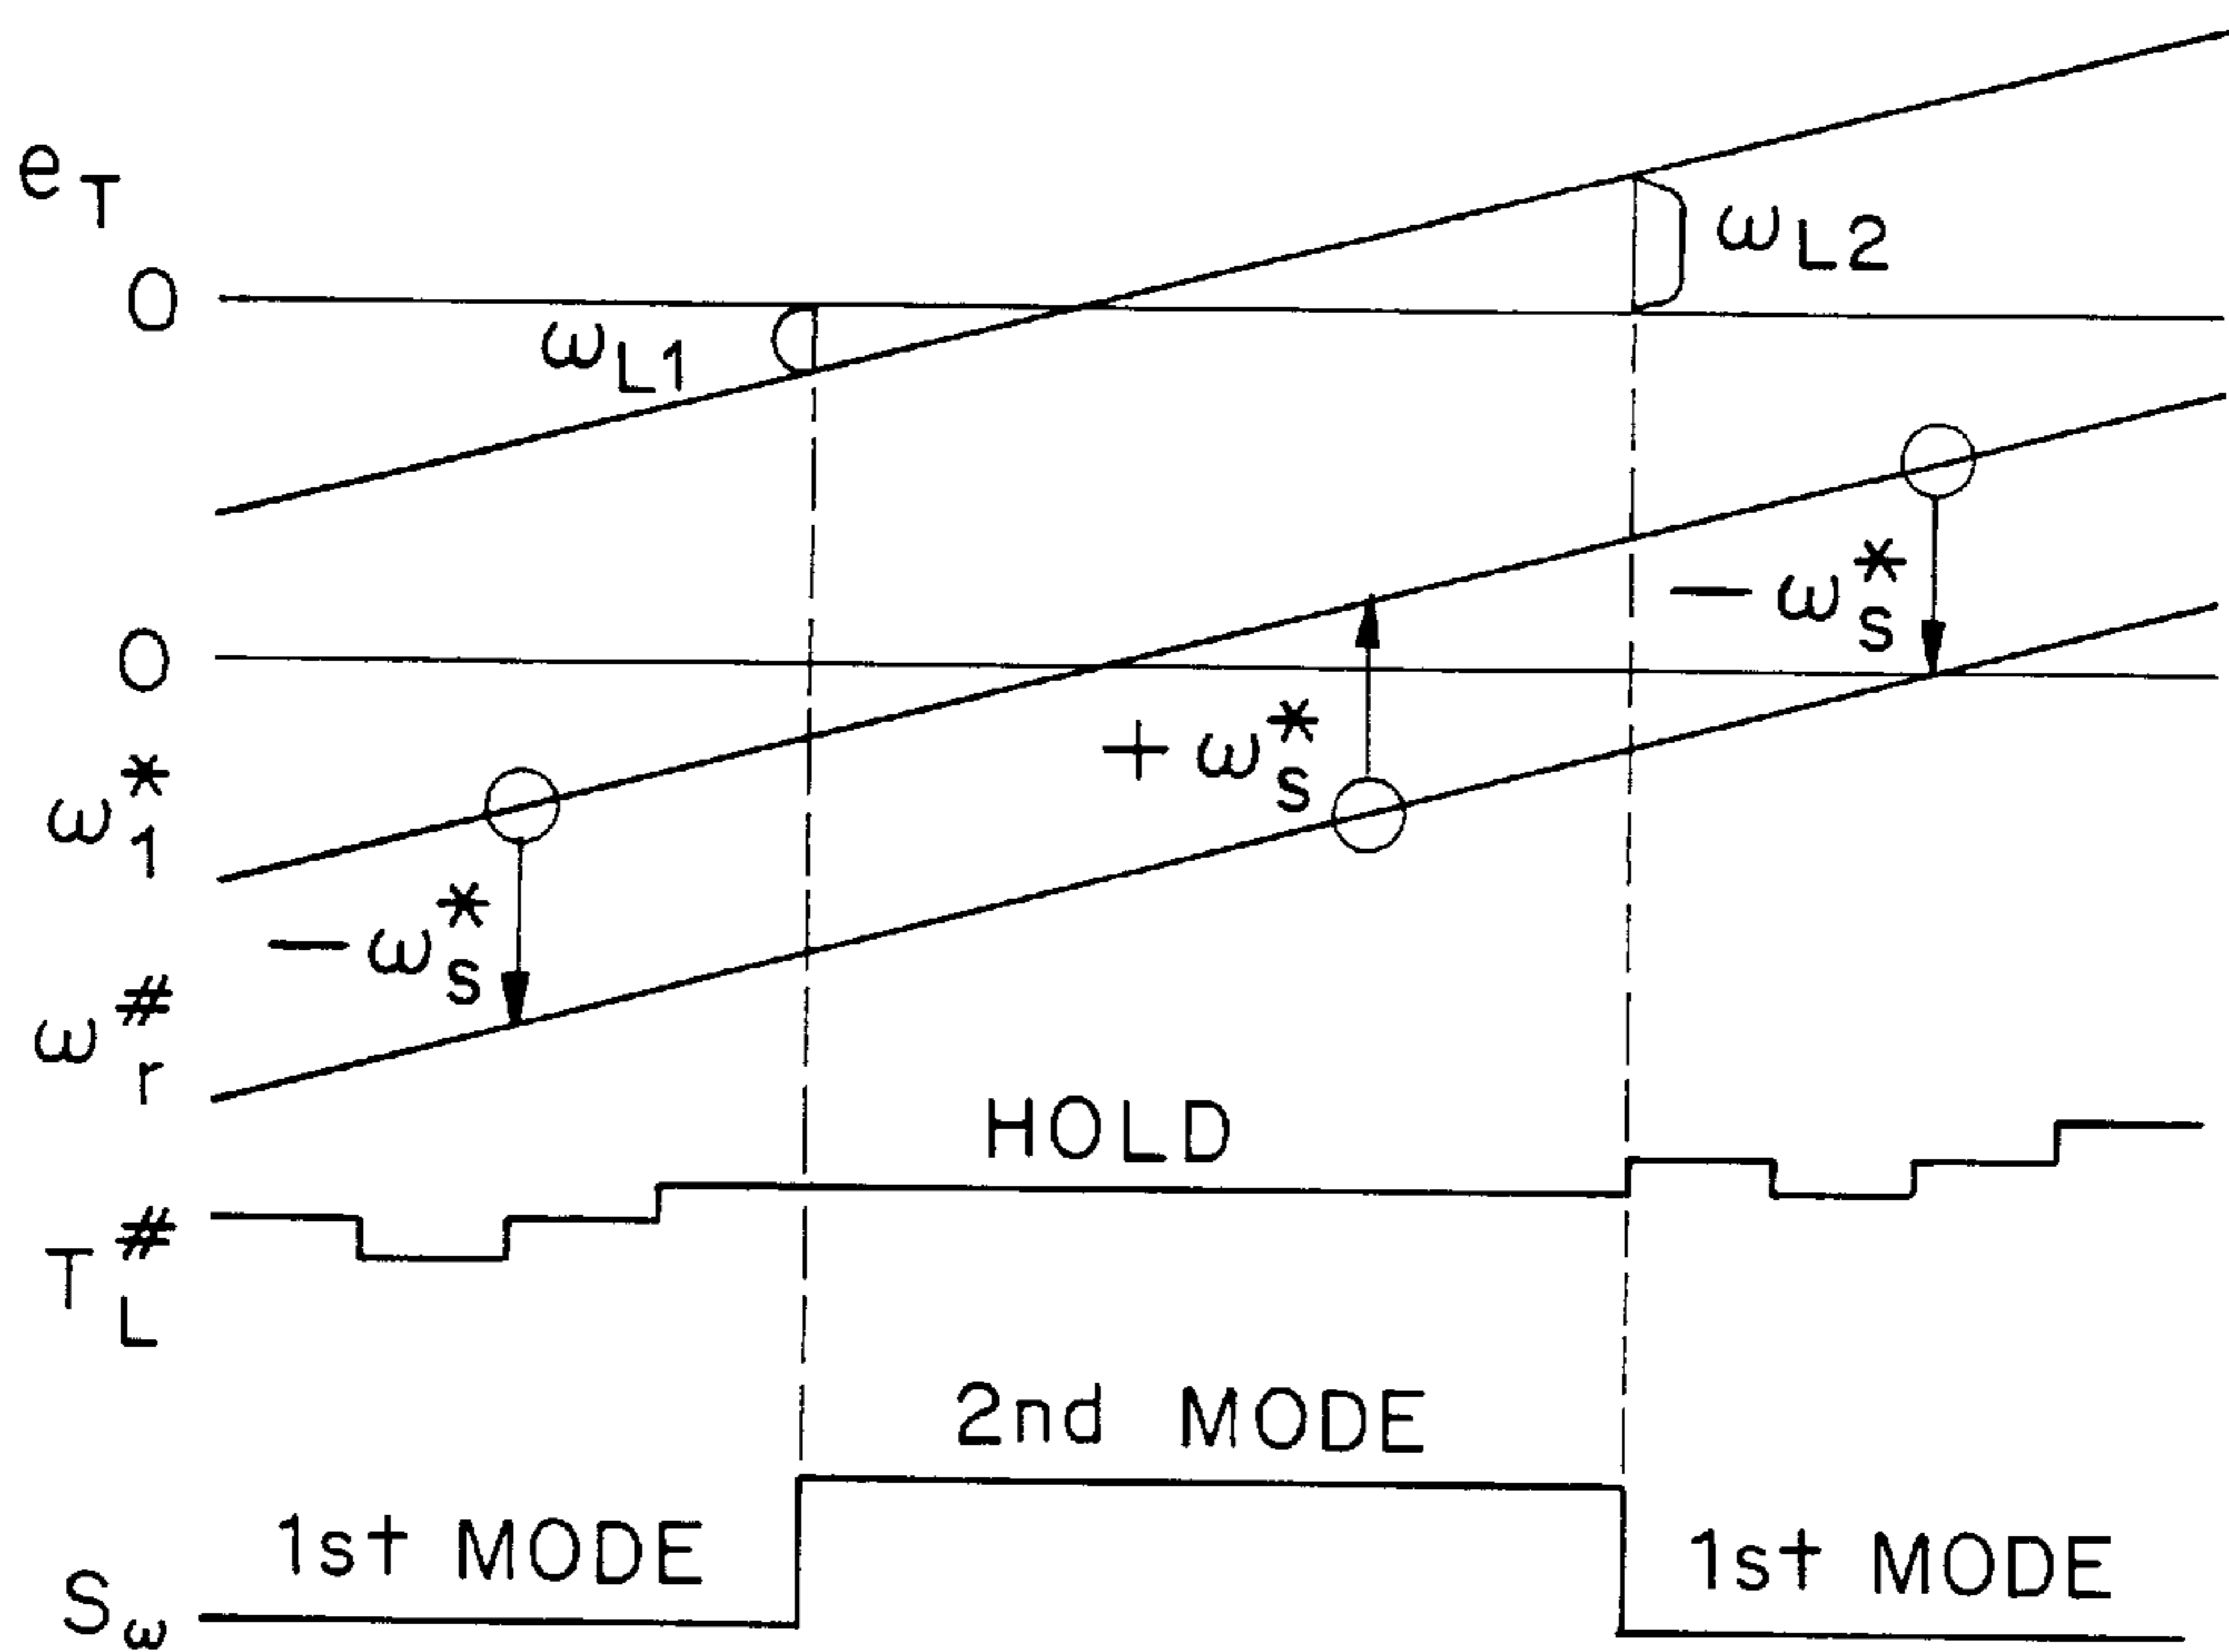 e_T
0
ω_L1
ω_L2
0
−ω_s^*
+ω_s^*
ω_1^*
−ω_s^*
ω_r^#
HOLD
T_L^#
2nd MODE
1st MODE
1st MODE
S_ω